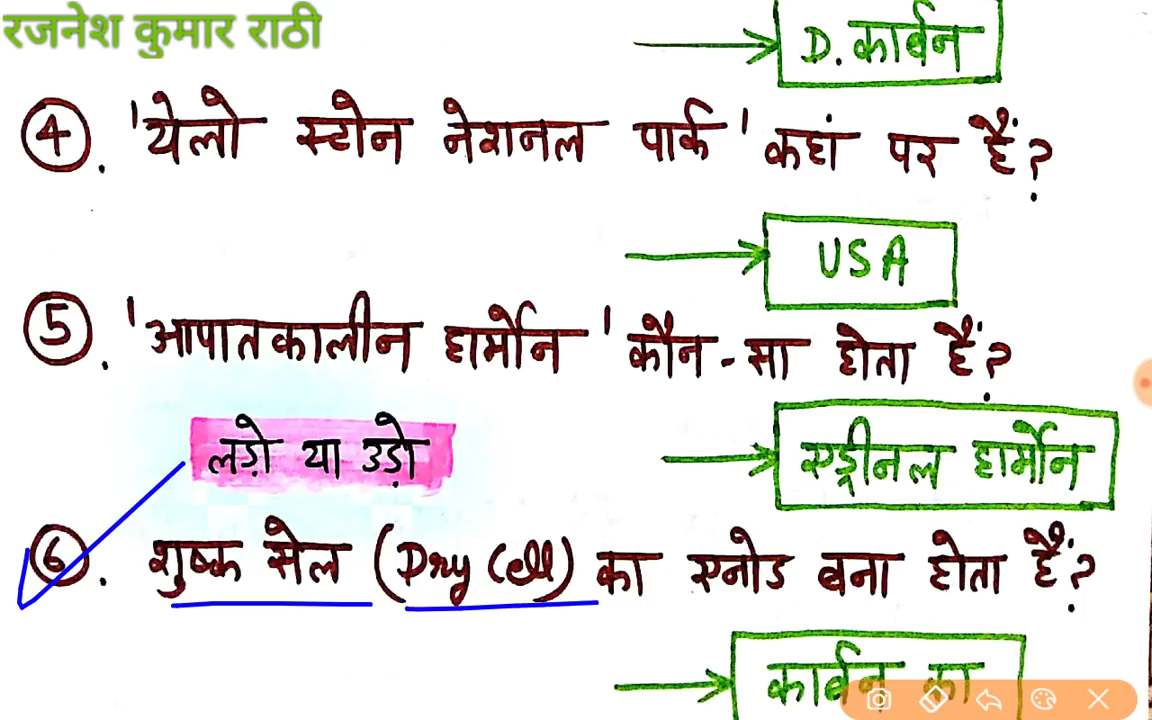 रजनेश कुमार राठी
D. कार्बन
④. 'येलो स्टोन नेशनल पार्क' कहां पर हैं?
USA
⑤. 'आपातकालीन हार्मोन' कौन-सा होता हैं?
लड़ो या उड़ो
एड्रीनल हार्मोन
⑥. शुष्क सेल (Dry Cell) का एनोड बना होता हैं?
कार्बन का